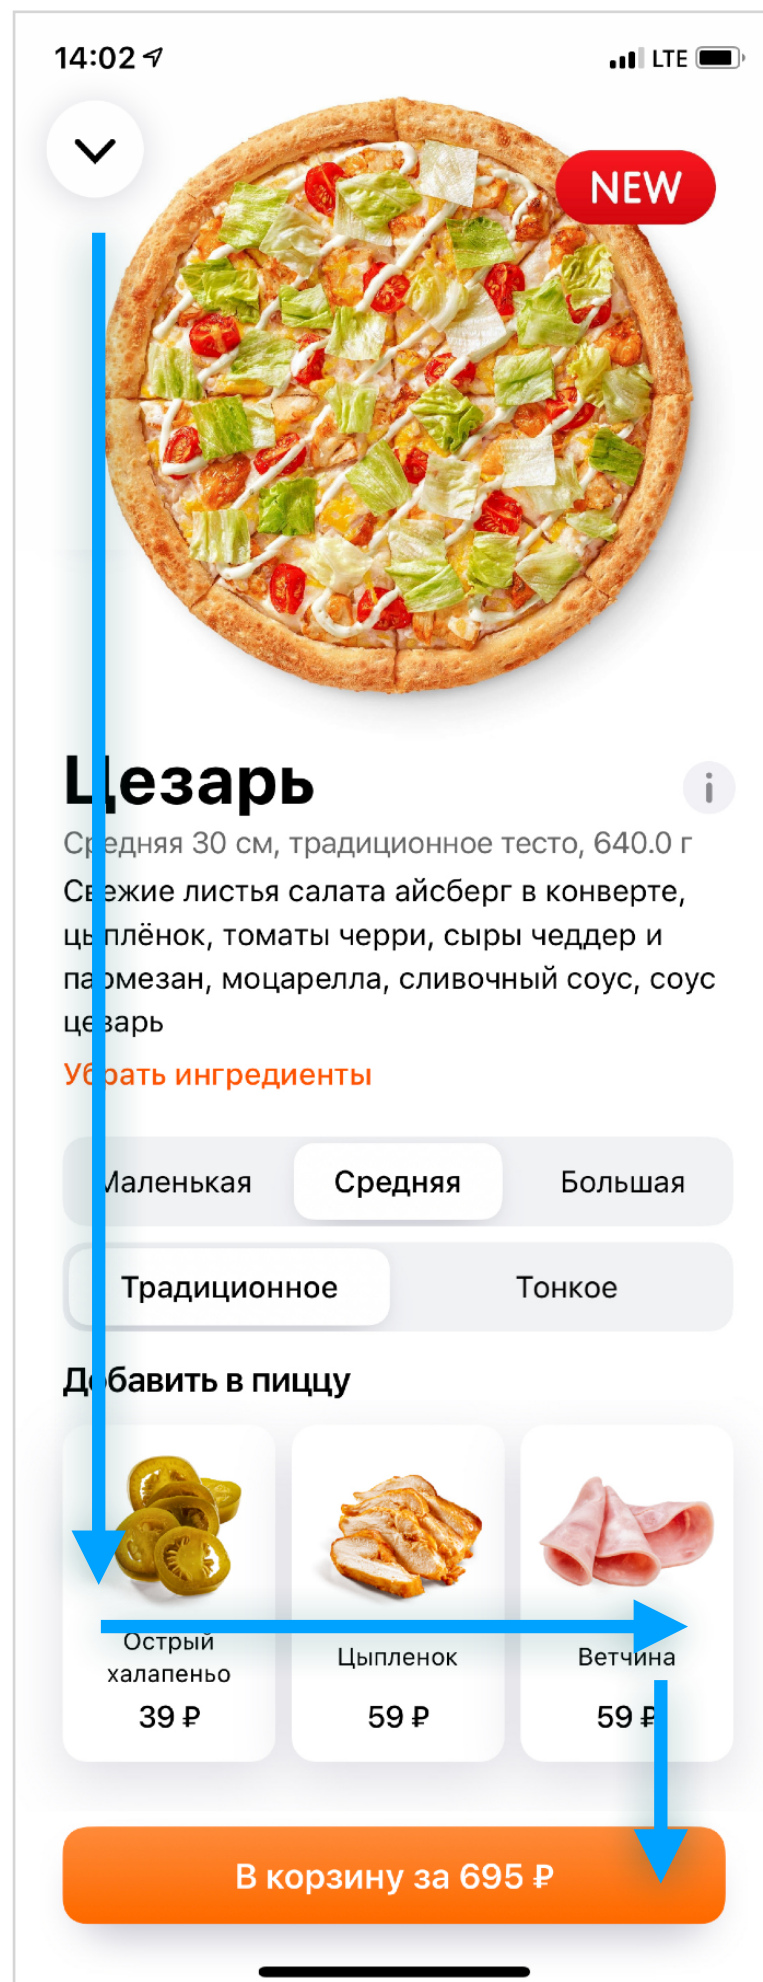 14:02
LTE
NEW
Цезарь
Средняя 30 см, традиционное тесто, 640.0 г
Свежие листья салата айсберг в конверте,
цыплёнок, томаты черри, сыры чеддер и
пармезан, моцарелла, сливочный соус, соус
цезарь
Убрать ингредиенты
Маленькая
Средняя
Большая
Традиционное
Тонкое
Добавить в пиццу
Острый
халапеньо
39 ₽
Цыпленок
59 ₽
Ветчина
59 ₽
В корзину за 695 ₽